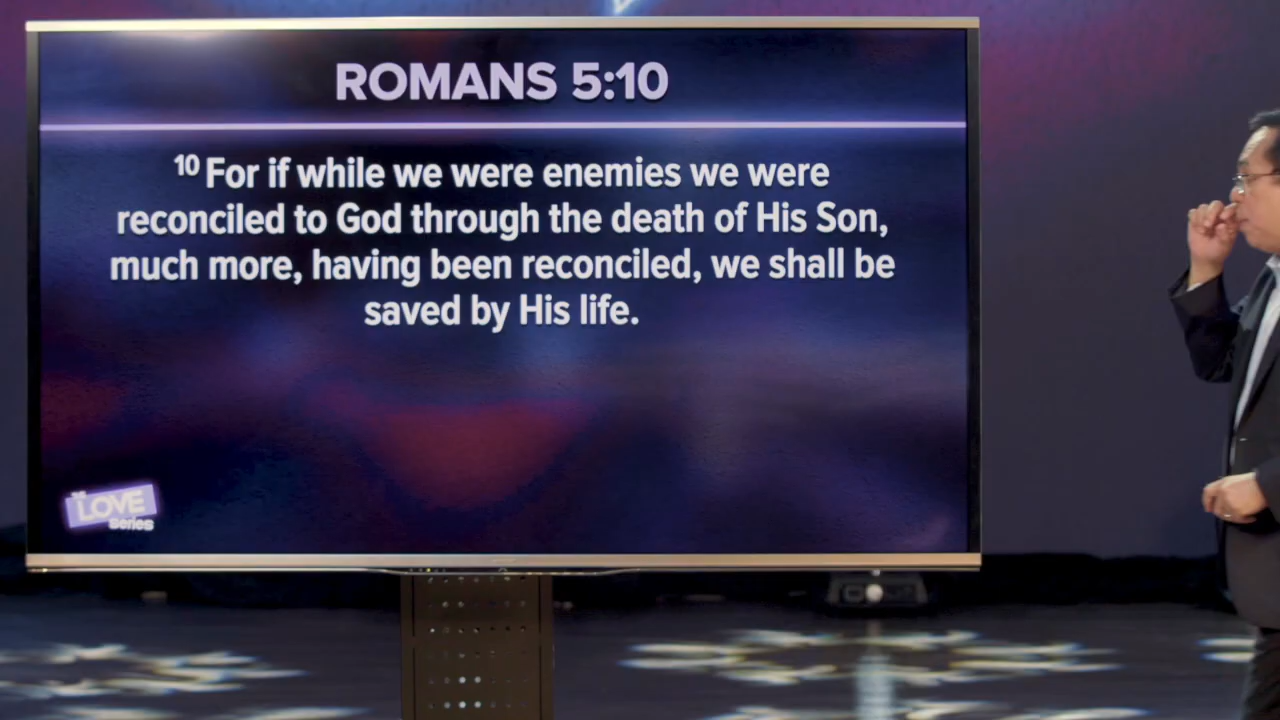 ROMANS 5:10
¹⁰ For if while we were enemies we were
reconciled to God through the death of His Son,
much more, having been reconciled, we shall be
saved by His life.
LOVE
series